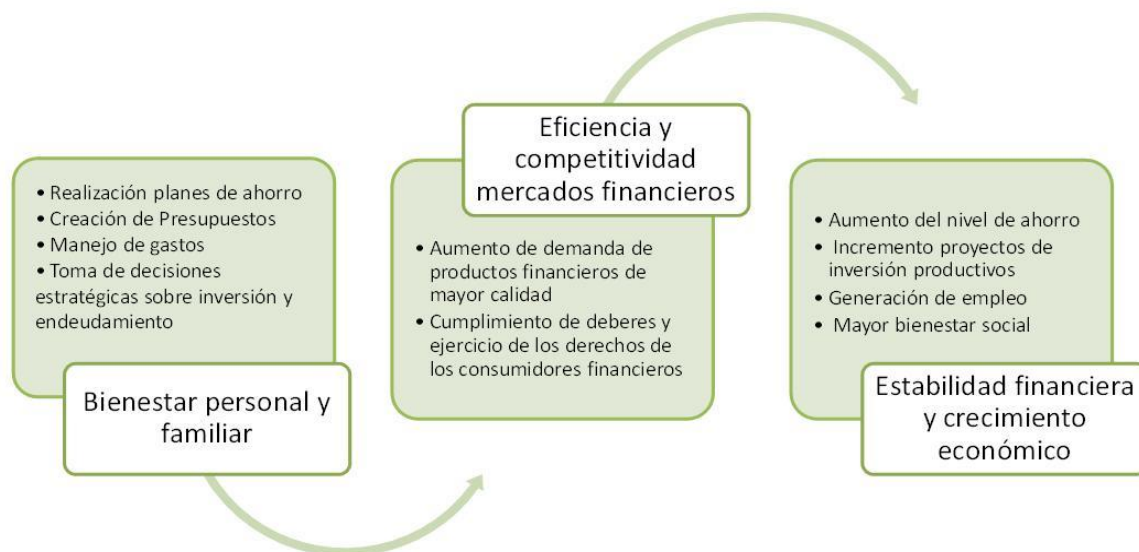 • Realización planes de ahorro
• Creación de Presupuestos
• Manejo de gastos
• Toma de decisiones
estratégicas sobre inversión y
endeudamiento
Bienestar personal y
familiar
Eficiencia y
competitividad
mercados financieros
• Aumento de demanda de
productos financieros de
mayor calidad
• Cumplimiento de deberes y
ejercicio de los derechos de
los consumidores financieros
• Aumento del nivel de ahorro
• Incremento proyectos de
inversión productivos
• Generación de empleo
• Mayor bienestar social
Estabilidad financiera
y crecimiento
económico